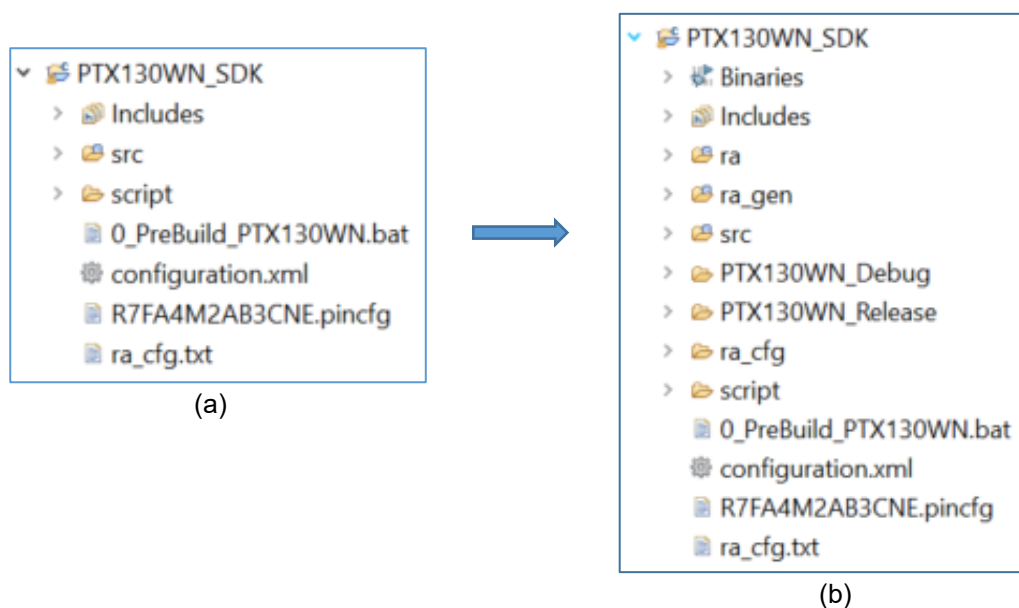 PTX130WN_SDK
Includes
src
script
0_PreBuild_PTX130WN.bat
configuration.xml
R7FA4M2AB3CNE.pincfg
ra_cfg.txt
(a)
PTX130WN_SDK
Binaries
Includes
ra
ra_gen
src
PTX130WN_Debug
PTX130WN_Release
ra_cfg
script
0_PreBuild_PTX130WN.bat
configuration.xml
R7FA4M2AB3CNE.pincfg
ra_cfg.txt
(b)